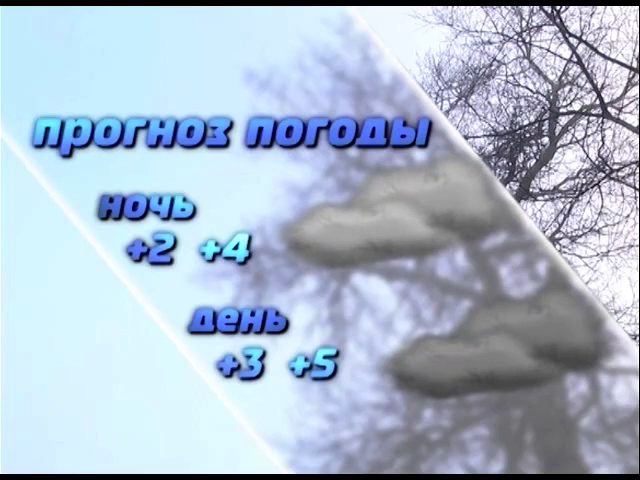 прогноз погоды
ночь
+2 +4
день
+3 +5